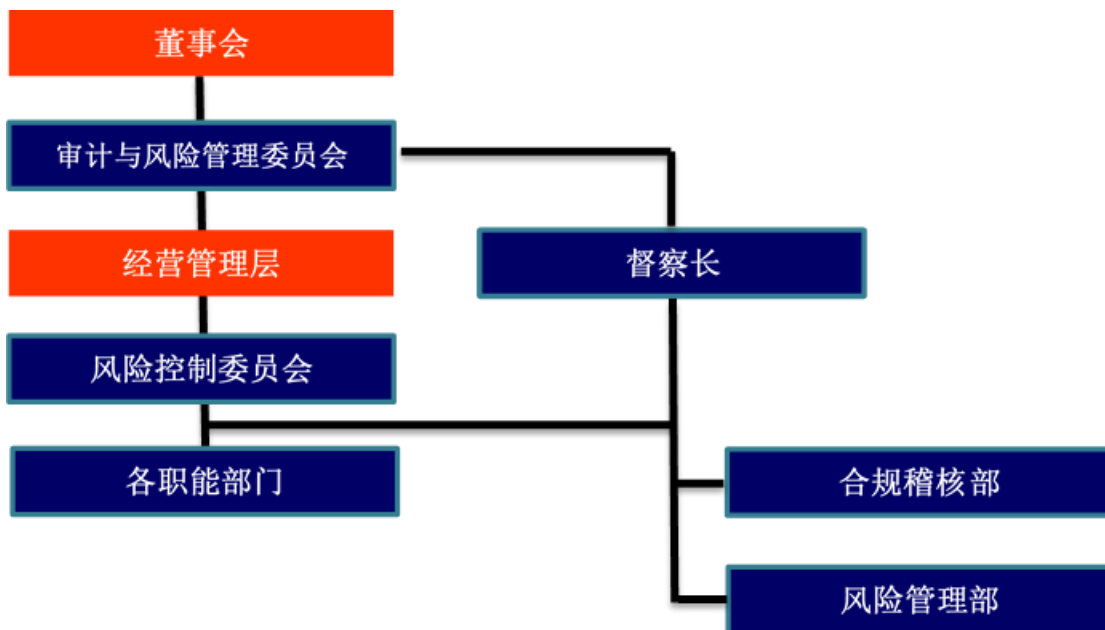 董事会
审计与风险管理委员会
经营管理层
督察长
风险控制委员会
各职能部门
合规稽核部
风险管理部